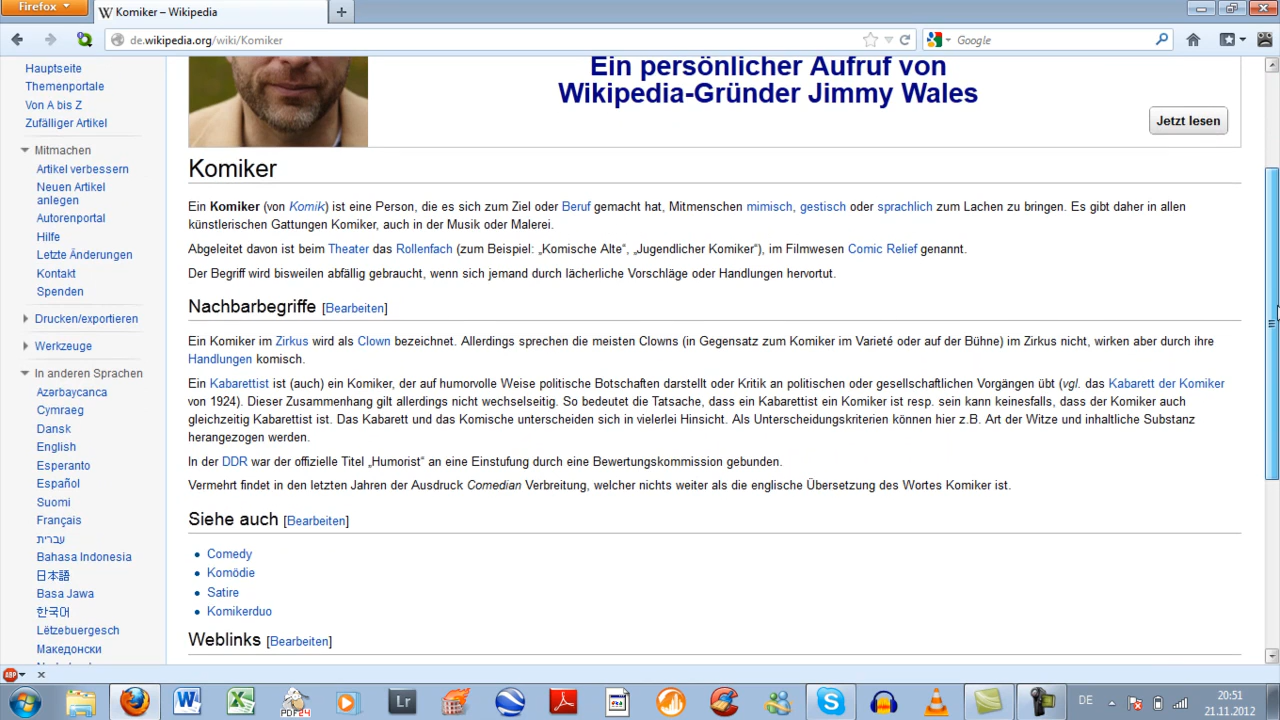 Firefox
Komiker – Wikipedia
de.wikipedia.org/wiki/Komiker
Google
Hauptseite
Themenportale
Von A bis Z
Zufälliger Artikel
Mitmachen
Artikel verbessern
Neuen Artikel
anlegen
Autorenportal
Hilfe
Letzte Änderungen
Kontakt
Spenden
Drucken/exportieren
Werkzeuge
In anderen Sprachen
Azərbaycanca
Cymraeg
Dansk
English
Esperanto
Español
Suomi
Français
עברית
Bahasa Indonesia
日本語
Basa Jawa
한국어
Lëtzebuergesch
Македонски
Ein persönlicher Aufruf von
Wikipedia-Gründer Jimmy Wales
Jetzt lesen
Komiker
Ein Komiker (von Komik) ist eine Person, die es sich zum Ziel oder Beruf gemacht hat, Mitmenschen mimisch, gestisch oder sprachlich zum Lachen zu bringen. Es gibt daher in allen
künstlerischen Gattungen Komiker, auch in der Musik oder Malerei.
Abgeleitet davon ist beim Theater das Rollenfach (zum Beispiel: „Komische Alte“, „Jugendlicher Komiker“), im Filmwesen Comic Relief genannt.
Der Begriff wird bisweilen abfällig gebraucht, wenn sich jemand durch lächerliche Vorschläge oder Handlungen hervortut.
Nachbarbegriffe [Bearbeiten]
Ein Komiker im Zirkus wird als Clown bezeichnet. Allerdings sprechen die meisten Clowns (in Gegensatz zum Komiker im Varieté oder auf der Bühne) im Zirkus nicht, wirken aber durch ihre
Handlungen komisch.
Ein Kabarettist ist (auch) ein Komiker, der auf humorvolle Weise politische Botschaften darstellt oder Kritik an politischen oder gesellschaftlichen Vorgängen übt (vgl. das Kabarett der Komiker
von 1924). Dieser Zusammenhang gilt allerdings nicht wechselseitig. So bedeutet die Tatsache, dass ein Kabarettist ein Komiker ist resp. sein kann keinesfalls, dass der Komiker auch
gleichzeitig Kabarettist ist. Das Kabarett und das Komische unterscheiden sich in vielerlei Hinsicht. Als Unterscheidungskriterien können hier z.B. Art der Witze und inhaltliche Substanz
herangezogen werden.
In der DDR war der offizielle Titel „Humorist“ an eine Einstufung durch eine Bewertungskommission gebunden.
Vermehrt findet in den letzten Jahren der Ausdruck Comedian Verbreitung, welcher nichts weiter als die englische Übersetzung des Wortes Komiker ist.
Siehe auch [Bearbeiten]
Comedy
Komödie
Satire
Komikerduo
Weblinks [Bearbeiten]
ABP
PDF24
Lr
DE
20:51
21.11.2012